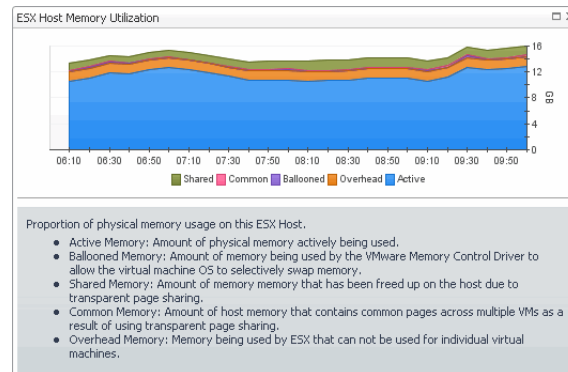 ESX Host Memory Utilization
16
12
8
4
0
GB
06:10 06:30 06:50 07:10 07:30 07:50 08:10 08:30 08:50 09:10 09:30 09:50
Shared Common Ballooned Overhead Active
Proportion of physical memory usage on this ESX Host.
• Active Memory: Amount of physical memory actively being used.
• Ballooned Memory: Amount of memory being used by the VMware Memory Control Driver to
allow the virtual machine OS to selectively swap memory.
• Shared Memory: Amount of memory memory that has been freed up on the host due to
transparent page sharing.
• Common Memory: Amount of host memory that contains common pages across multiple VMs as a
result of using transparent page sharing.
• Overhead Memory: Memory being used by ESX that can not be used for individual virtual
machines.